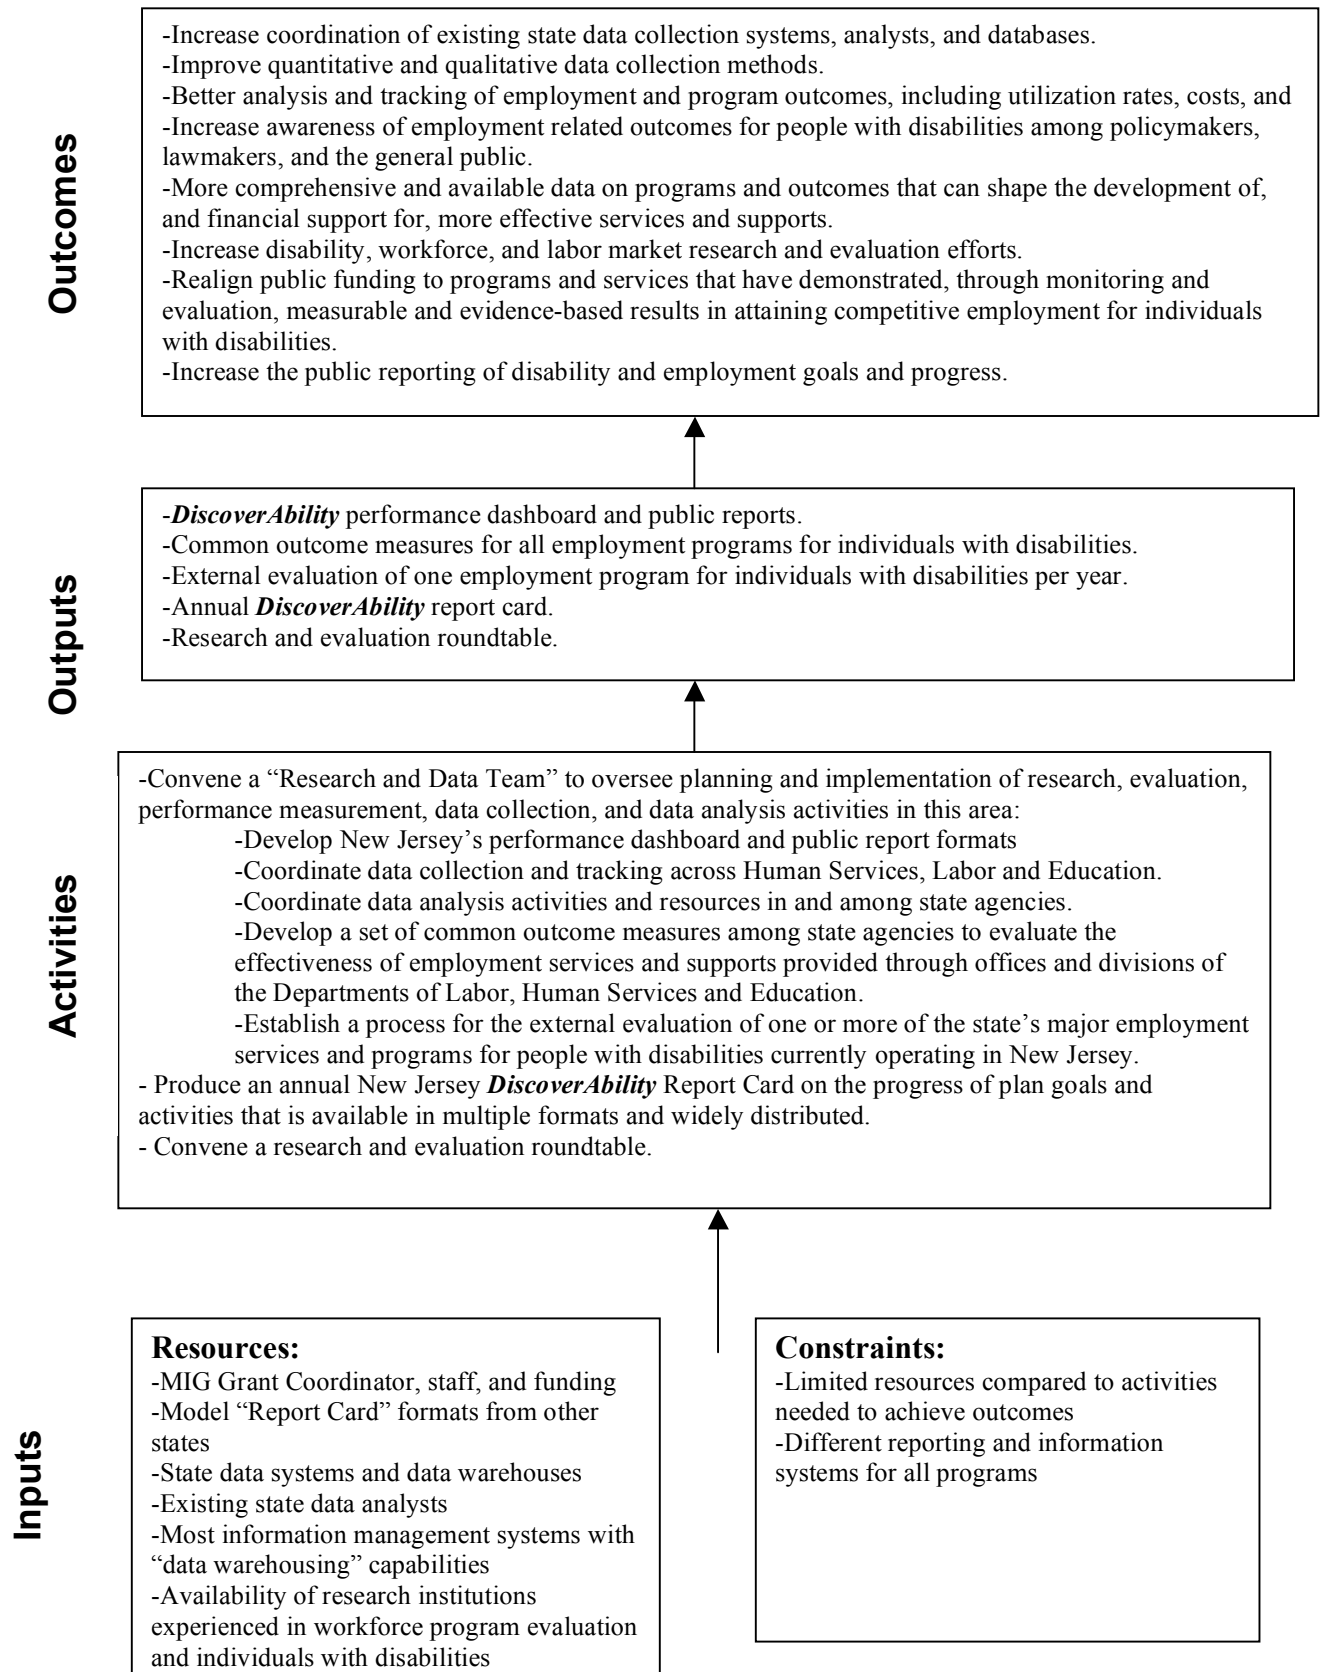 Outcomes
-Increase coordination of existing state data collection systems, analysts, and databases.
-Improve quantitative and qualitative data collection methods.
-Better analysis and tracking of employment and program outcomes, including utilization rates, costs, and
-Increase awareness of employment related outcomes for people with disabilities among policymakers,
lawmakers, and the general public.
-More comprehensive and available data on programs and outcomes that can shape the development of,
and financial support for, more effective services and supports.
-Increase disability, workforce, and labor market research and evaluation efforts.
-Realign public funding to programs and services that have demonstrated, through monitoring and
evaluation, measurable and evidence-based results in attaining competitive employment for individuals
with disabilities.
-Increase the public reporting of disability and employment goals and progress.
Outputs
-DiscoverAbility performance dashboard and public reports.
-Common outcome measures for all employment programs for individuals with disabilities.
-External evaluation of one employment program for individuals with disabilities per year.
-Annual DiscoverAbility report card.
-Research and evaluation roundtable.
Activities
-Convene a “Research and Data Team” to oversee planning and implementation of research, evaluation,
performance measurement, data collection, and data analysis activities in this area:
-Develop New Jersey’s performance dashboard and public report formats
-Coordinate data collection and tracking across Human Services, Labor and Education.
-Coordinate data analysis activities and resources in and among state agencies.
-Develop a set of common outcome measures among state agencies to evaluate the
effectiveness of employment services and supports provided through offices and divisions of
the Departments of Labor, Human Services and Education.
-Establish a process for the external evaluation of one or more of the state’s major employment
services and programs for people with disabilities currently operating in New Jersey.
- Produce an annual New Jersey DiscoverAbility Report Card on the progress of plan goals and
activities that is available in multiple formats and widely distributed.
- Convene a research and evaluation roundtable.
Inputs
Resources:
-MIG Grant Coordinator, staff, and funding
-Model “Report Card” formats from other
states
-State data systems and data warehouses
-Existing state data analysts
-Most information management systems with
“data warehousing” capabilities
-Availability of research institutions
experienced in workforce program evaluation
and individuals with disabilities
Constraints:
-Limited resources compared to activities
needed to achieve outcomes
-Different reporting and information
systems for all programs